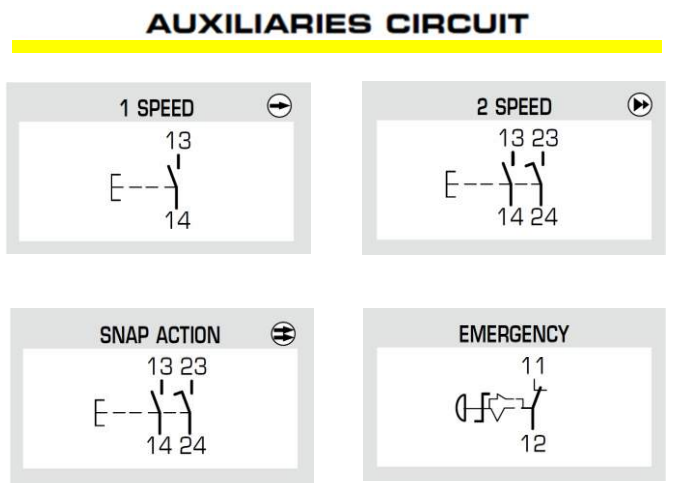 AUXILIARIES CIRCUIT
1 SPEED
13
14
2 SPEED
13 23
14 24
SNAP ACTION
13 23
14 24
EMERGENCY
11
12